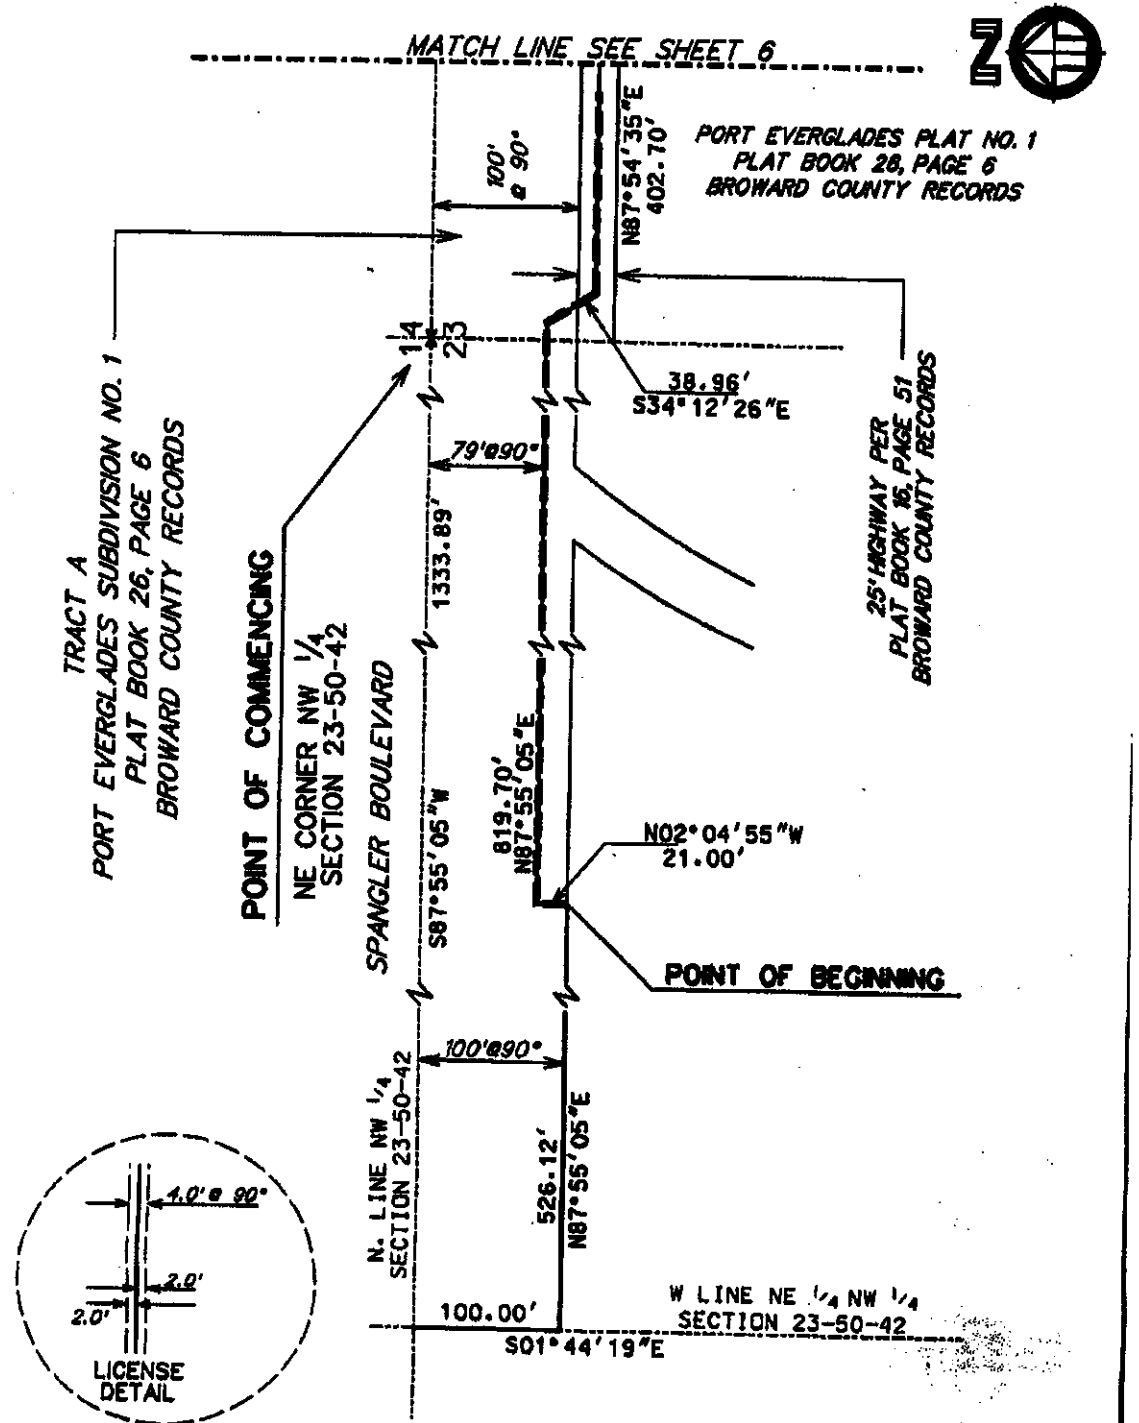 MATCH LINE SEE SHEET 6
N
PORT EVERGLADES PLAT NO. 1
PLAT BOOK 28, PAGE 6
BROWARD COUNTY RECORDS
100'
@ 90°
N87°54'35"E
402.70'
14
23
38.96'
S34°12'26"E
25' HIGHWAY PER
PLAT BOOK 16, PAGE 51
BROWARD COUNTY RECORDS
TRACT A
PORT EVERGLADES SUBDIVISION NO. 1
PLAT BOOK 26, PAGE 6
BROWARD COUNTY RECORDS
79'@90°
1333.89'
POINT OF COMMENCING
NE CORNER NW 1/4
SECTION 23-50-42
SPANGLER BOULEVARD
S87°55'05"W
819.70'
N87°55'05"E
N02°04'55"W
21.00'
POINT OF BEGINNING
100'@90°
N. LINE NW 1/4
SECTION 23-50-42
526.12'
N87°55'05"E
4.0' @ 90°
2.0'
2.0'
LICENSE
DETAIL
100.00'
S01°44'19"E
W LINE NE 1/4 NW 1/4
SECTION 23-50-42